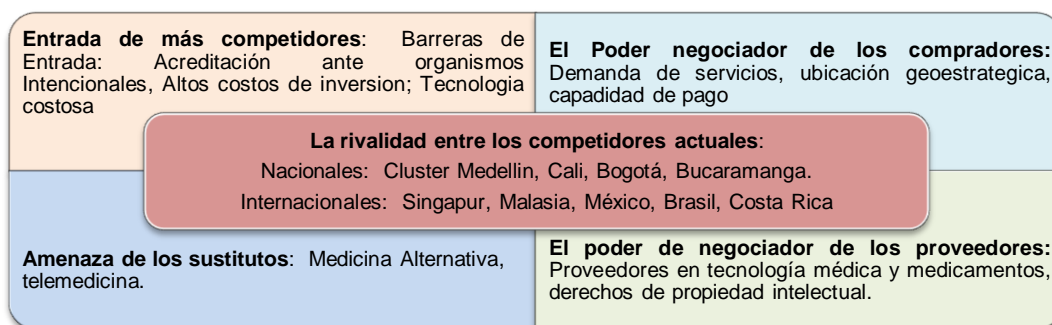 Entrada de más competidores: Barreras de
Entrada: Acreditación ante organismos
Intencionales, Altos costos de inversion; Tecnologia
costosa
El Poder negociador de los compradores:
Demanda de servicios, ubicación geoestrategica,
capadidad de pago
La rivalidad entre los competidores actuales:
Nacionales: Cluster Medellin, Cali, Bogotá, Bucaramanga.
Internacionales: Singapur, Malasia, México, Brasil, Costa Rica
Amenaza de los sustitutos: Medicina Alternativa,
telemedicina.
El poder de negociador de los proveedores:
Proveedores en tecnología médica y medicamentos,
derechos de propiedad intelectual.